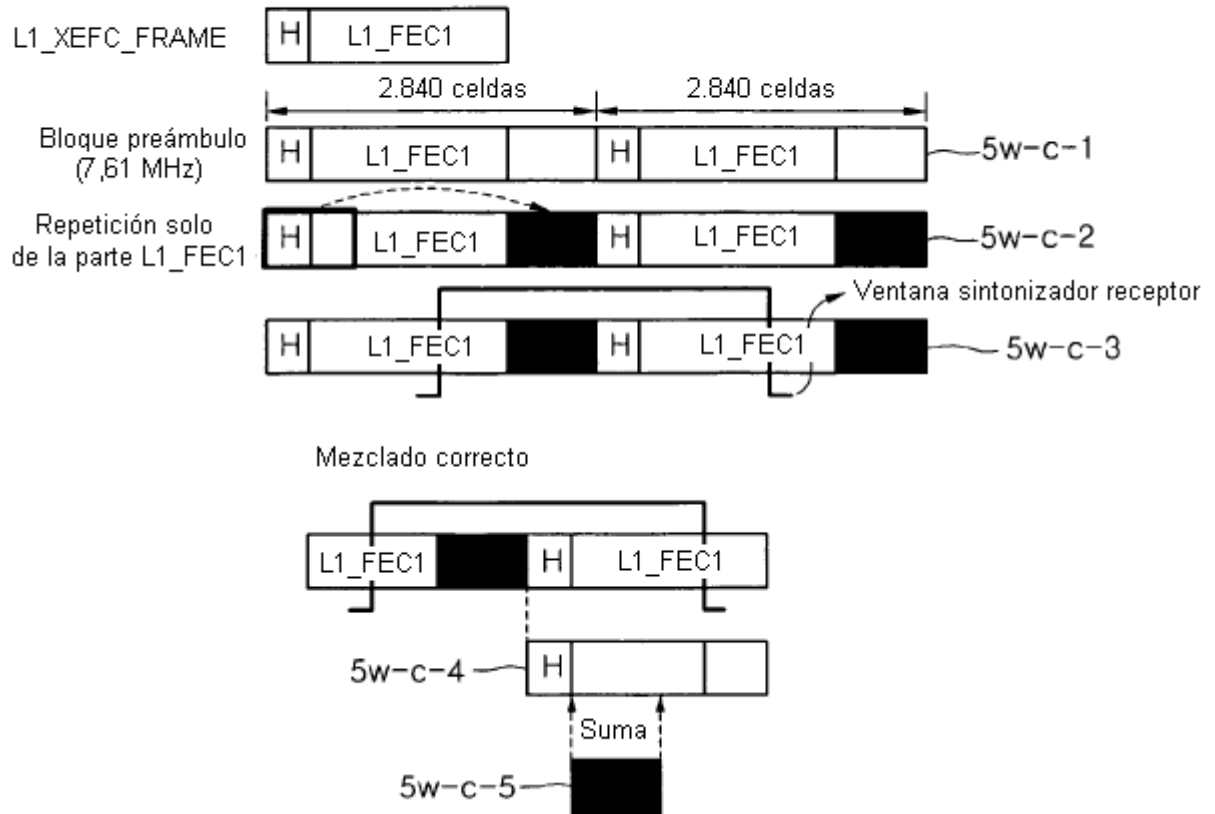 L1_XEFC_FRAME
H L1_FEC1
2.840 celdas 2.840 celdas
Bloque preámbulo
(7,61 MHz)
H L1_FEC1 H L1_FEC1 5w-c-1
Repetición solo
de la parte L1_FEC1
H L1_FEC1 H L1_FEC1 5w-c-2
Ventana sintonizador receptor
H L1_FEC1 H L1_FEC1 5w-c-3
Mezclado correcto
L1_FEC1 H L1_FEC1
5w-c-4 H
Suma
5w-c-5